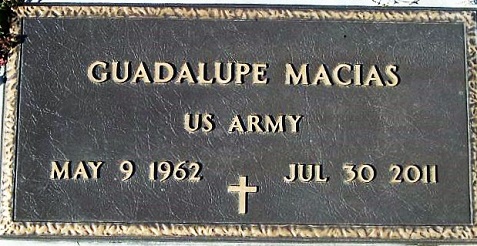 GUADALUPE MACIAS
US ARMY
MAY 9 1962 JUL 30 2011